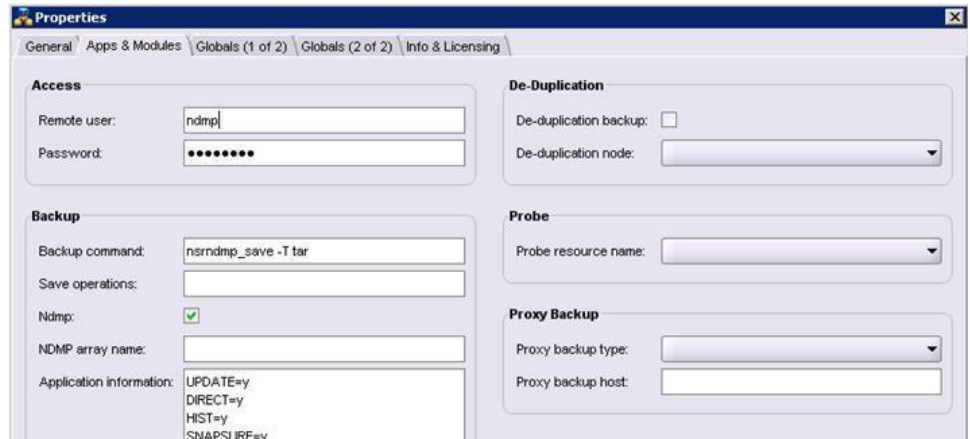 Properties
General Apps & Modules Globals (1 of 2) Globals (2 of 2) Info & Licensing
Access
Remote user: ndmp
Password: ●●●●●●●●
Backup
Backup command: nsrndmp_save -T tar
Save operations:
Ndmp:
NDMP array name:
Application information: UPDATE=y
DIRECT=y
HIST=y
SNAPSURE=y
De-Duplication
De-duplication backup:
De-duplication node:
Probe
Probe resource name:
Proxy Backup
Proxy backup type:
Proxy backup host: